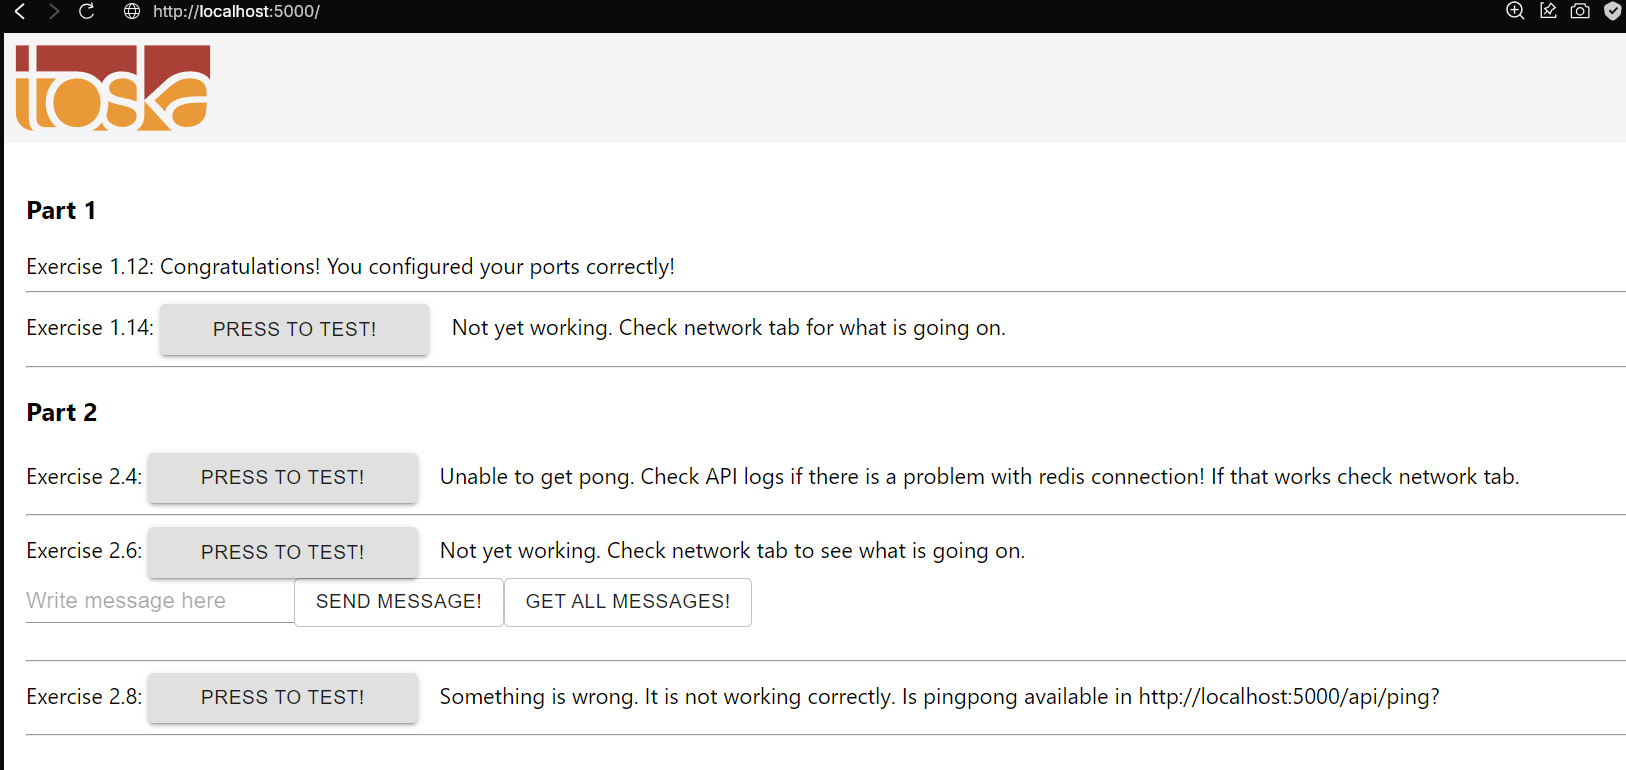 http://localhost:5000/
toska
Part 1
Exercise 1.12: Congratulations! You configured your ports correctly!
Exercise 1.14: PRESS TO TEST! Not yet working. Check network tab for what is going on.
Part 2
Exercise 2.4: PRESS TO TEST! Unable to get pong. Check API logs if there is a problem with redis connection! If that works check network tab.
Exercise 2.6: PRESS TO TEST! Not yet working. Check network tab to see what is going on.
Write message here SEND MESSAGE! GET ALL MESSAGES!
Exercise 2.8: PRESS TO TEST! Something is wrong. It is not working correctly. Is pingpong available in http://localhost:5000/api/ping?